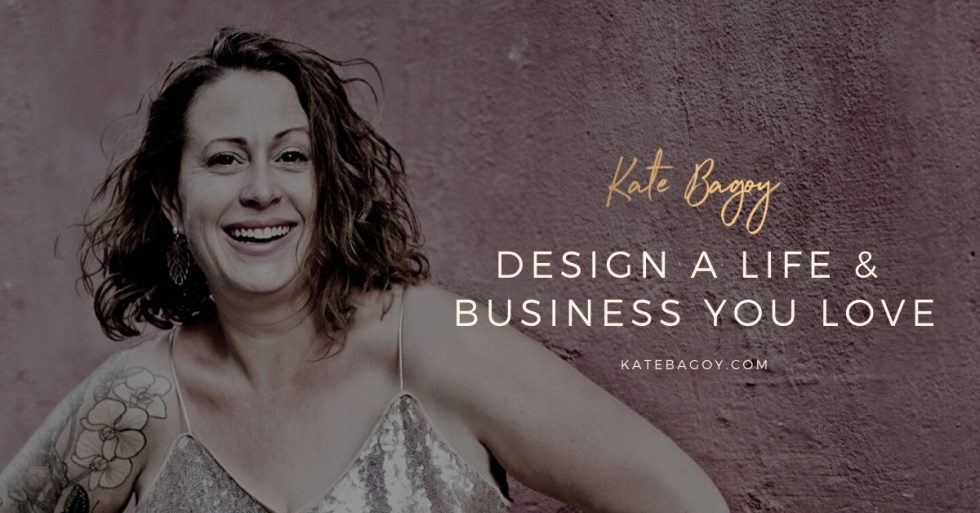 Kate Bagoy
DESIGN A LIFE &
BUSINESS YOU LOVE
KATEBAGOY.COM